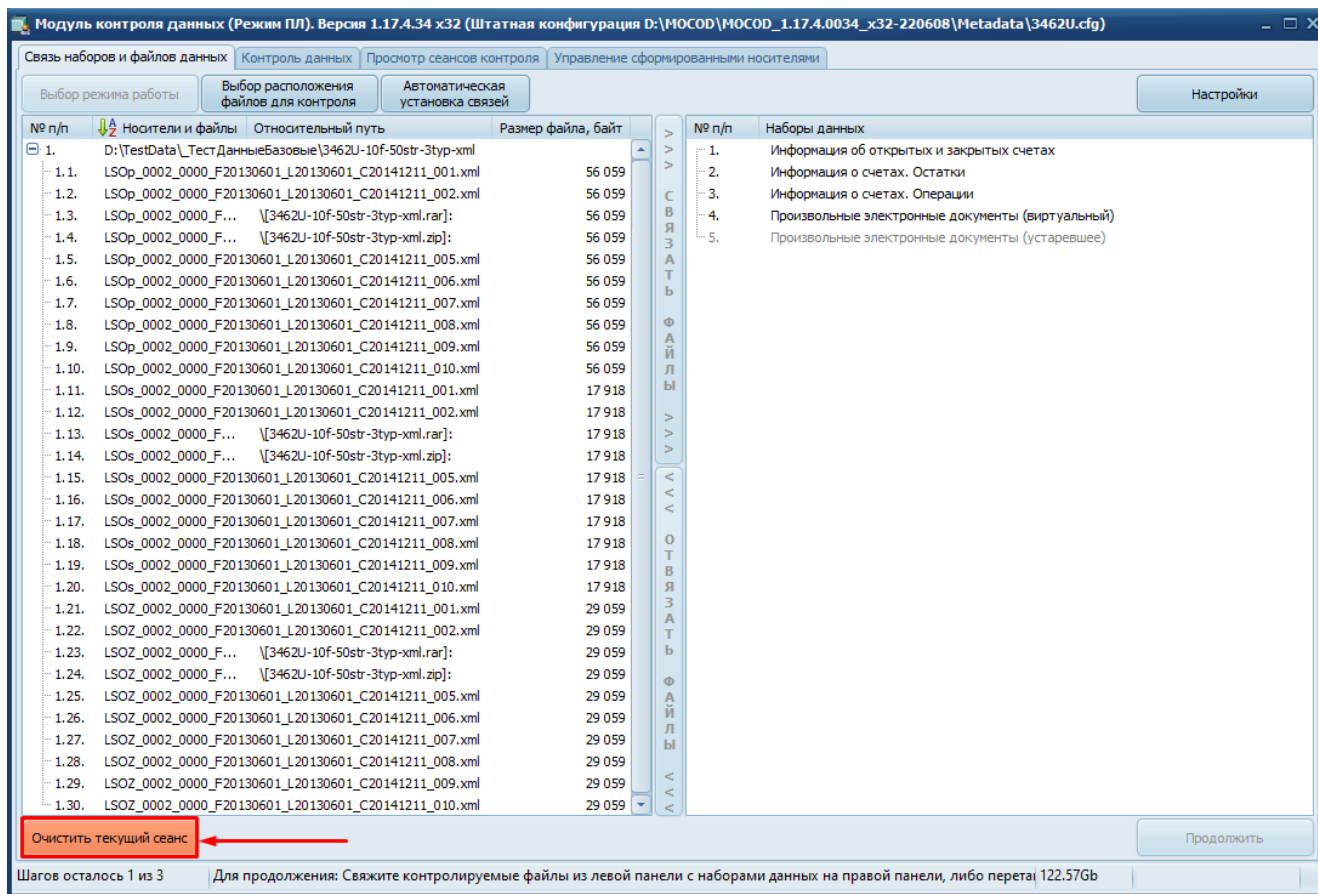 Модуль контроля данных (Режим ПЛ). Версия 1.17.4.34 x32 (Штатная конфигурация D:\MOCOD\MOCOD_1.17.4.0034_x32-220608\Metadata\3462U.cfg)
Связь наборов и файлов данных Контроль данных Просмотр сеансов контроля Управление сформированными носителями
Выбор режима работы Выбор расположения файлов для контроля Автоматическая установка связей Настройки
№ п/п Носители и файлы Относительный путь Размер файла, байт
1. D:\TestData\_ТестДанныеБазовые\3462U-10f-50str-3typ-xml
1.1. LSOp_0002_0000_F20130601_L20130601_C20141211_001.xml 56 059
1.2. LSOp_0002_0000_F20130601_L20130601_C20141211_002.xml 56 059
1.3. LSOp_0002_0000_F... \[3462U-10f-50str-3typ-xml.rar]: 56 059
1.4. LSOp_0002_0000_F... \[3462U-10f-50str-3typ-xml.zip]: 56 059
1.5. LSOp_0002_0000_F20130601_L20130601_C20141211_005.xml 56 059
1.6. LSOp_0002_0000_F20130601_L20130601_C20141211_006.xml 56 059
1.7. LSOp_0002_0000_F20130601_L20130601_C20141211_007.xml 56 059
1.8. LSOp_0002_0000_F20130601_L20130601_C20141211_008.xml 56 059
1.9. LSOp_0002_0000_F20130601_L20130601_C20141211_009.xml 56 059
1.10. LSOp_0002_0000_F20130601_L20130601_C20141211_010.xml 56 059
1.11. LSOs_0002_0000_F20130601_L20130601_C20141211_001.xml 17 918
1.12. LSOs_0002_0000_F20130601_L20130601_C20141211_002.xml 17 918
1.13. LSOs_0002_0000_F... \[3462U-10f-50str-3typ-xml.rar]: 17 918
1.14. LSOs_0002_0000_F... \[3462U-10f-50str-3typ-xml.zip]: 17 918
1.15. LSOs_0002_0000_F20130601_L20130601_C20141211_005.xml 17 918
1.16. LSOs_0002_0000_F20130601_L20130601_C20141211_006.xml 17 918
1.17. LSOs_0002_0000_F20130601_L20130601_C20141211_007.xml 17 918
1.18. LSOs_0002_0000_F20130601_L20130601_C20141211_008.xml 17 918
1.19. LSOs_0002_0000_F20130601_L20130601_C20141211_009.xml 17 918
1.20. LSOs_0002_0000_F20130601_L20130601_C20141211_010.xml 17 918
1.21. LSOZ_0002_0000_F20130601_L20130601_C20141211_001.xml 29 059
1.22. LSOZ_0002_0000_F20130601_L20130601_C20141211_002.xml 29 059
1.23. LSOZ_0002_0000_F... \[3462U-10f-50str-3typ-xml.rar]: 29 059
1.24. LSOZ_0002_0000_F... \[3462U-10f-50str-3typ-xml.zip]: 29 059
1.25. LSOZ_0002_0000_F20130601_L20130601_C20141211_005.xml 29 059
1.26. LSOZ_0002_0000_F20130601_L20130601_C20141211_006.xml 29 059
1.27. LSOZ_0002_0000_F20130601_L20130601_C20141211_007.xml 29 059
1.28. LSOZ_0002_0000_F20130601_L20130601_C20141211_008.xml 29 059
1.29. LSOZ_0002_0000_F20130601_L20130601_C20141211_009.xml 29 059
1.30. LSOZ_0002_0000_F20130601_L20130601_C20141211_010.xml 29 059
> > > СВЯЗАТЬ ФАЙЛЫ > > >
< < < ОТВЯЗАТЬ ФАЙЛЫ < < <
№ п/п Наборы данных
1. Информация об открытых и закрытых счетах
2. Информация о счетах. Остатки
3. Информация о счетах. Операции
4. Произвольные электронные документы (виртуальный)
5. Произвольные электронные документы (устаревшее)
Очистить текущий сеанс Продолжить
Шагов осталось 1 из 3 Для продолжения: Свяжите контролируемые файлы из левой панели с наборами данных на правой панели, либо перета 122.57Gb